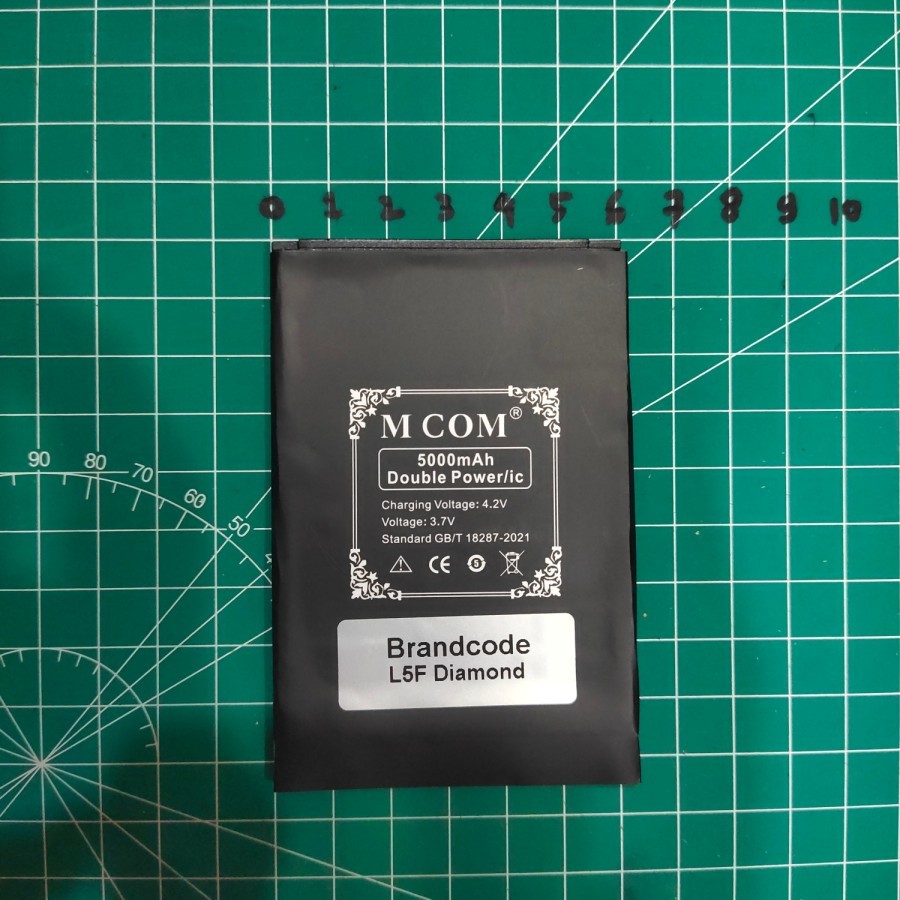 0 1 2 3 4 5 6 7 8 9 10
M COM®
5000mAh
Double Power/ic
Charging Voltage: 4.2V
Voltage: 3.7V
Standard GB/T 18287-2021
CE 5
Brandcode
L5F Diamond
90 80 70 60 50